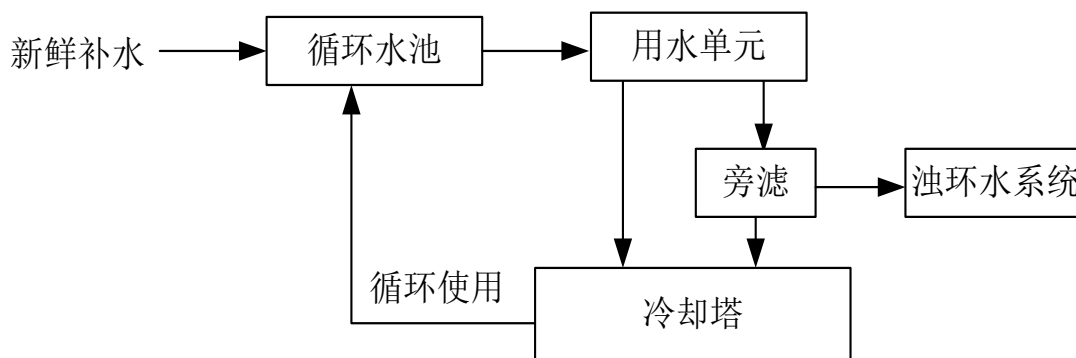 新鲜补水
循环水池
用水单元
旁滤
浊环水系统
循环使用
冷却塔